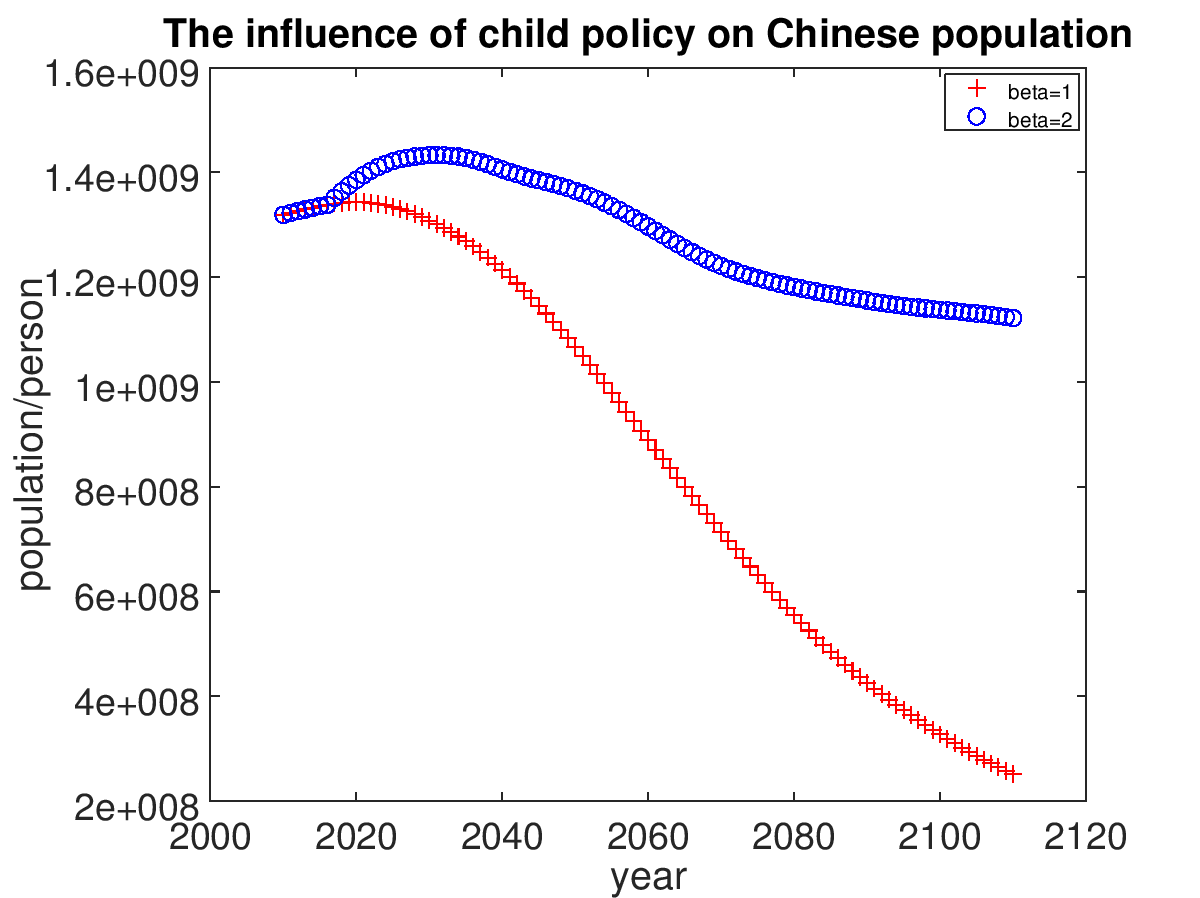 The influence of child policy on Chinese population
1.6e+009
1.4e+009
1.2e+009
1e+009
8e+008
6e+008
4e+008
2e+008
population/person
beta=1
beta=2
2000 2020 2040 2060 2080 2100 2120
year